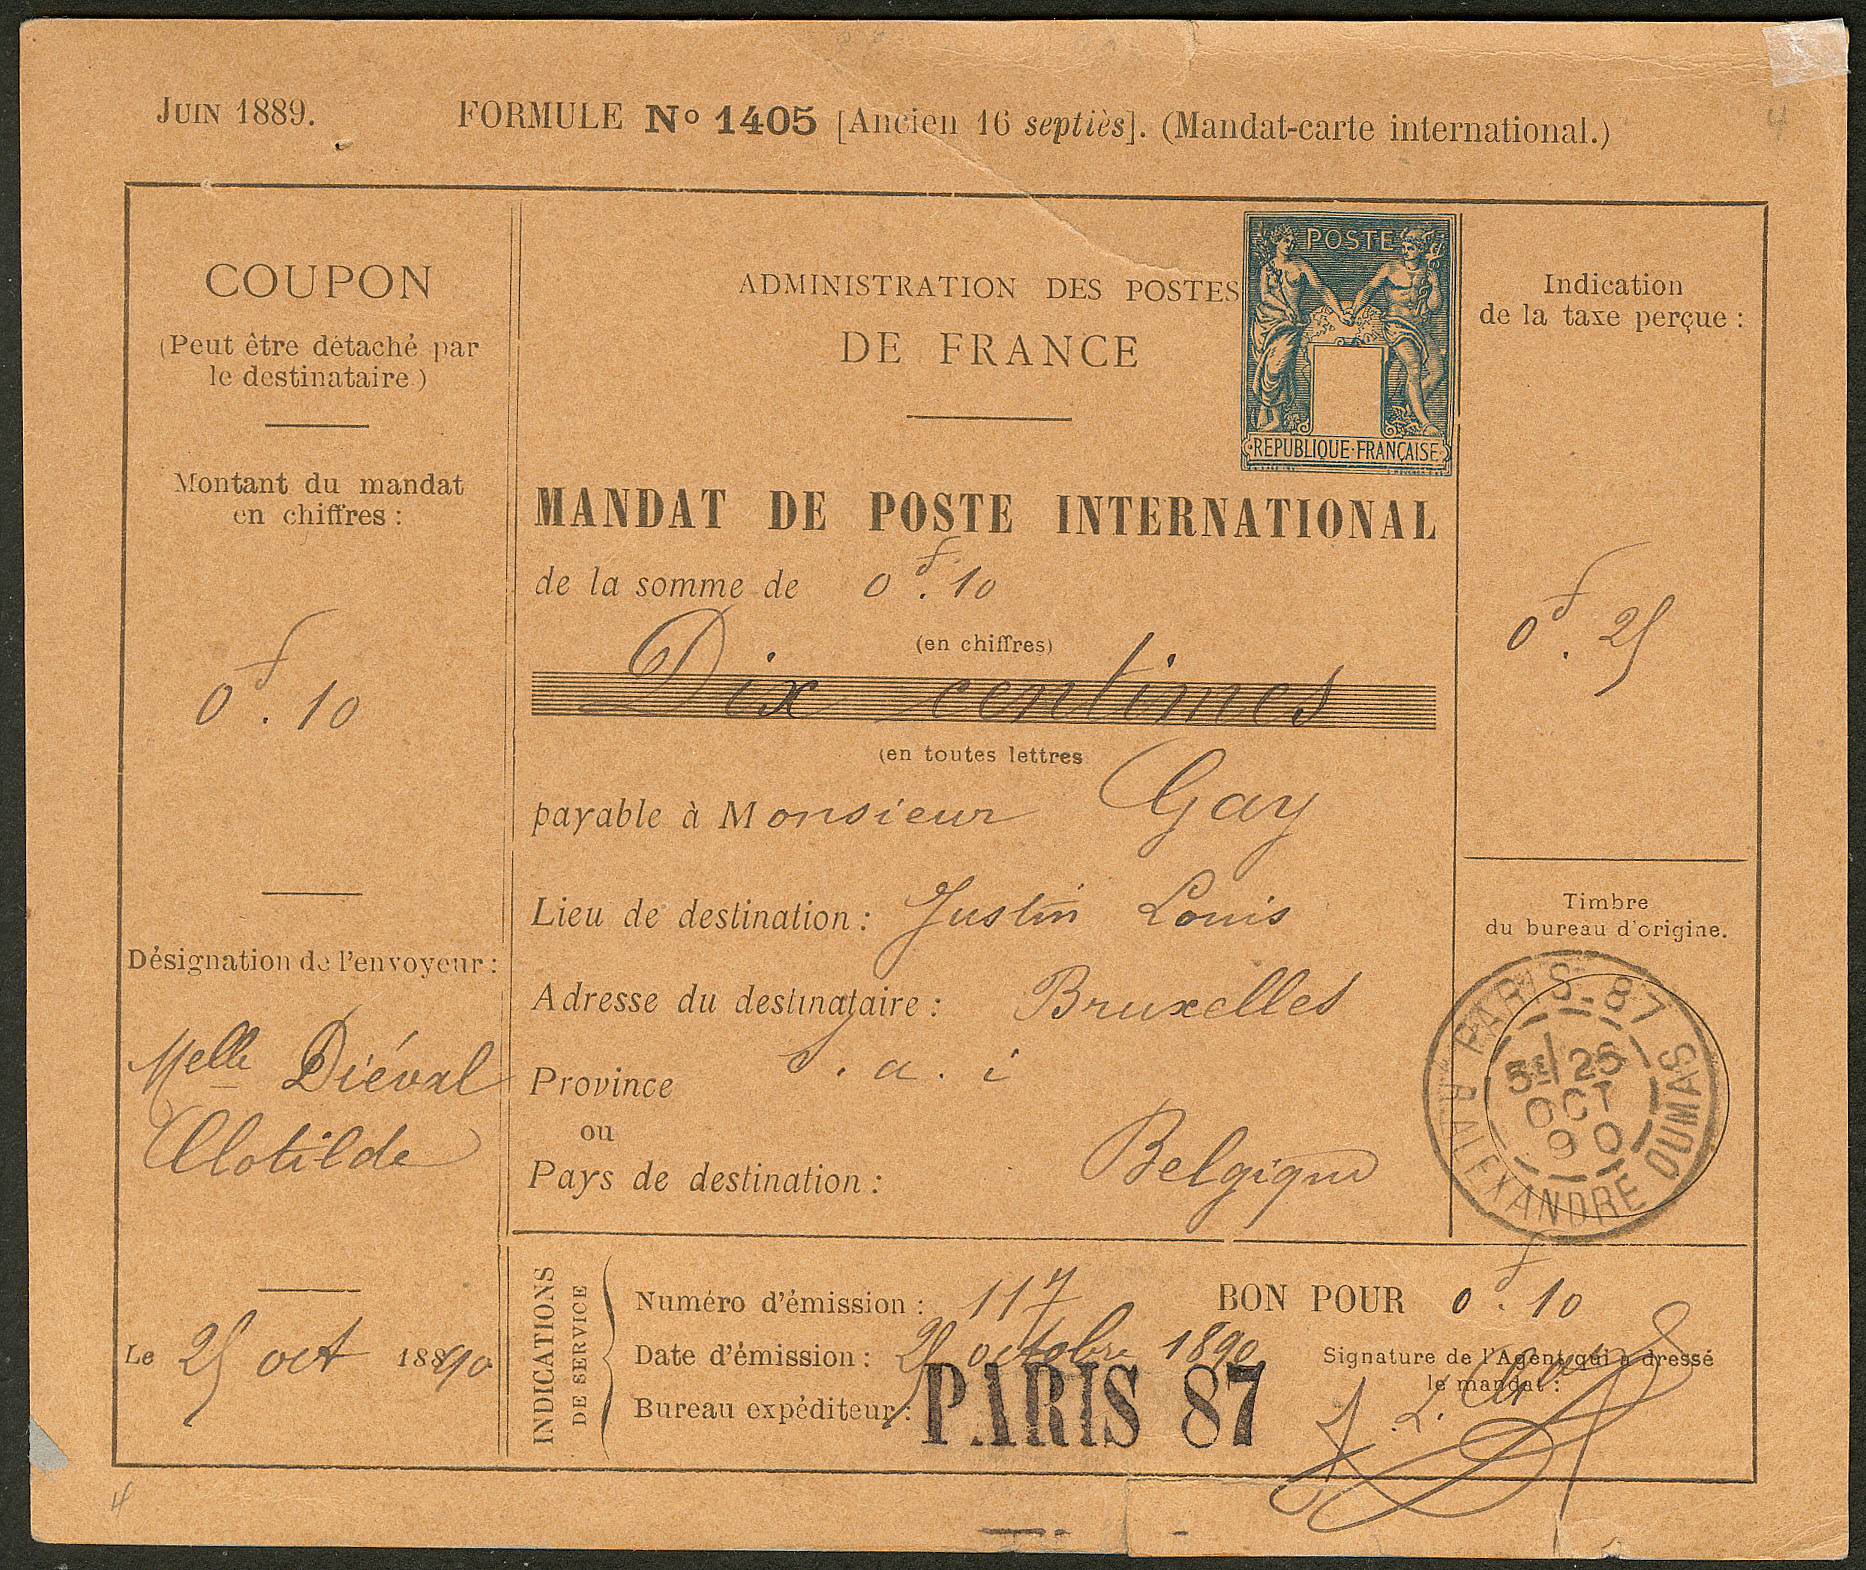 JUIN 1889.
FORMULE No 1405 [Ancien 16 septiès]. (Mandat-carte international.)
COUPON
(Peut être détaché par
le destinataire.)
Montant du mandat
en chiffres :
0f.10
Désignation de l'envoyeur :
Melle Diéval
Clotilde
Le 25 oct 1890
ADMINISTRATION DES POSTES
DE FRANCE
POSTE
REPUBLIQUE·FRANÇAISE
MANDAT DE POSTE INTERNATIONAL
de la somme de 0f.10
(en chiffres)
Dix centimes
(en toutes lettres
payable à Monsieur Gay
Lieu de destination : Justin Louis
Adresse du destinataire : Bruxelles
Province
ou
Pays de destination : Belgique
Indication
de la taxe perçue :
0f.25
Timbre
du bureau d'origine.
PARIS-87
5E/26
OCT
90
R ALEXANDRE DUMAS
INDICATIONS
DE SERVICE
Numéro d'émission : 117
Date d'émission : 25 octobre 1890
Bureau expéditeur : PARIS 87
BON POUR 0f.10
Signature de l'Agent qui a dressé
le mandat :
4
4